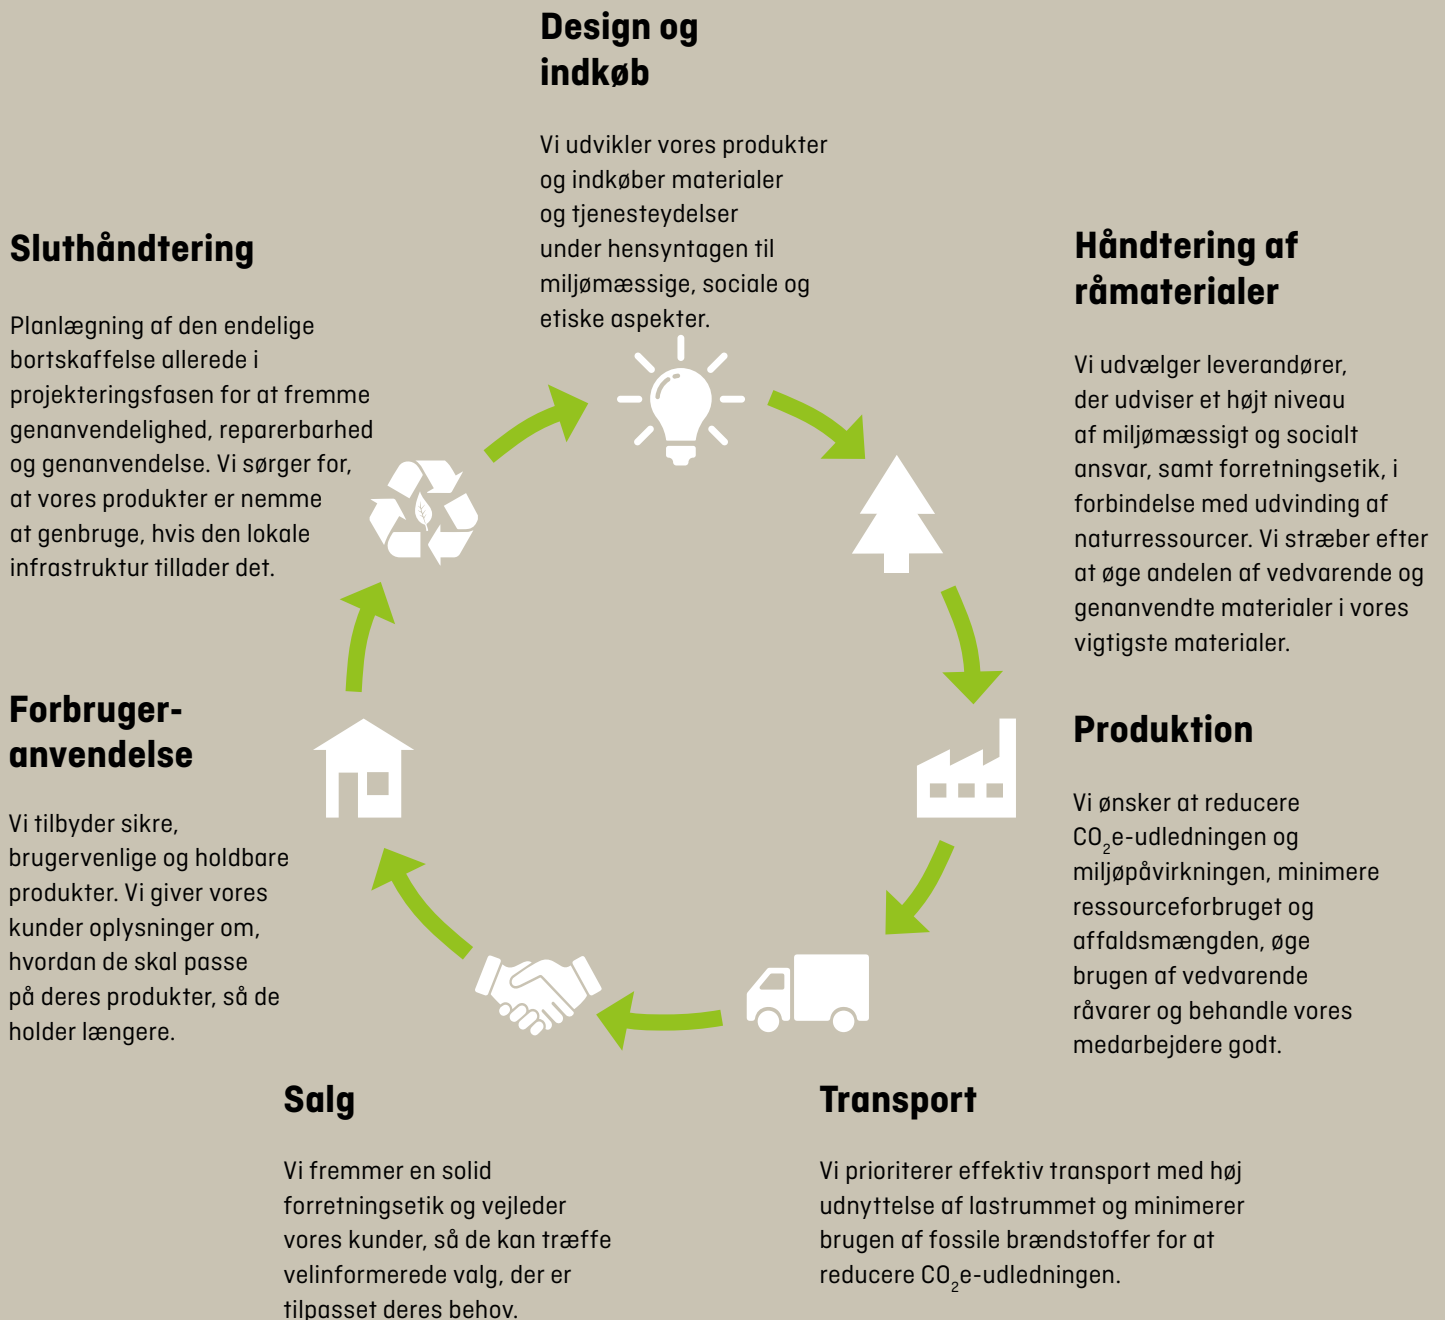 Design og
indkøb
Vi udvikler vores produkter
og indkøber materialer
og tjenesteydelser
under hensyntagen til
miljømæssige, sociale og
etiske aspekter.
Håndtering af
råmaterialer
Vi udvælger leverandører,
der udviser et højt niveau
af miljømæssigt og socialt
ansvar, samt forretningsetik, i
forbindelse med udvinding af
naturressourcer. Vi stræber efter
at øge andelen af vedvarende og
genanvendte materialer i vores
vigtigste materialer.
Produktion
Vi ønsker at reducere
CO₂e-udledningen og
miljøpåvirkningen, minimere
ressourceforbruget og
affaldsmængden, øge
brugen af vedvarende
råvarer og behandle vores
medarbejdere godt.
Transport
Vi prioriterer effektiv transport med høj
udnyttelse af lastrummet og minimerer
brugen af fossile brændstoffer for at
reducere CO₂e-udledningen.
Salg
Vi fremmer en solid
forretningsetik og vejleder
vores kunder, så de kan træffe
velinformerede valg, der er
tilpasset deres behov.
Forbruger-
anvendelse
Vi tilbyder sikre,
brugervenlige og holdbare
produkter. Vi giver vores
kunder oplysninger om,
hvordan de skal passe
på deres produkter, så de
holder længere.
Sluthåndtering
Planlægning af den endelige
bortskaffelse allerede i
projekteringsfasen for at fremme
genanvendelighed, reparerbarhed
og genanvendelse. Vi sørger for,
at vores produkter er nemme
at genbruge, hvis den lokale
infrastruktur tillader det.